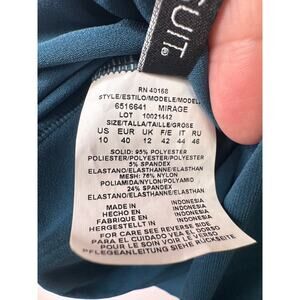 SUIT.
RN 40168
STYLE/ESTILO/MODELE/MODELL
6516641 MIRAGE
LOT 10021442
SIZE/TALLA/TAILLE/GRÖSSE
US EUR UK F/E IT RU
10 40 12 42 44 46
SOLID: 95% POLYESTER
POLIESTER/POLYESTER/POLYESTER
5% SPANDEX
ELASTANO/ELASTHANNE/ELASTHAN
MESH: 76% NYLON
POLIAMIDA/NYLON/POLYAMID
24% SPANDEX
ELASTANO/ELASTHANNE/ELASTHAN
MADE IN INDONESIA
HECHO EN INDONESIA
FABRIQUE EN INDONESIE
HERGESTELLT IN INDONESIEN
FOR CARE SEE REVERSE SIDE
PARA EL CUIDADO VEA EL DORSO
POUR LE SOIN VOIR LE VERSO
PFLEGEANLEITUNG SIEHE RÜCKSEITE